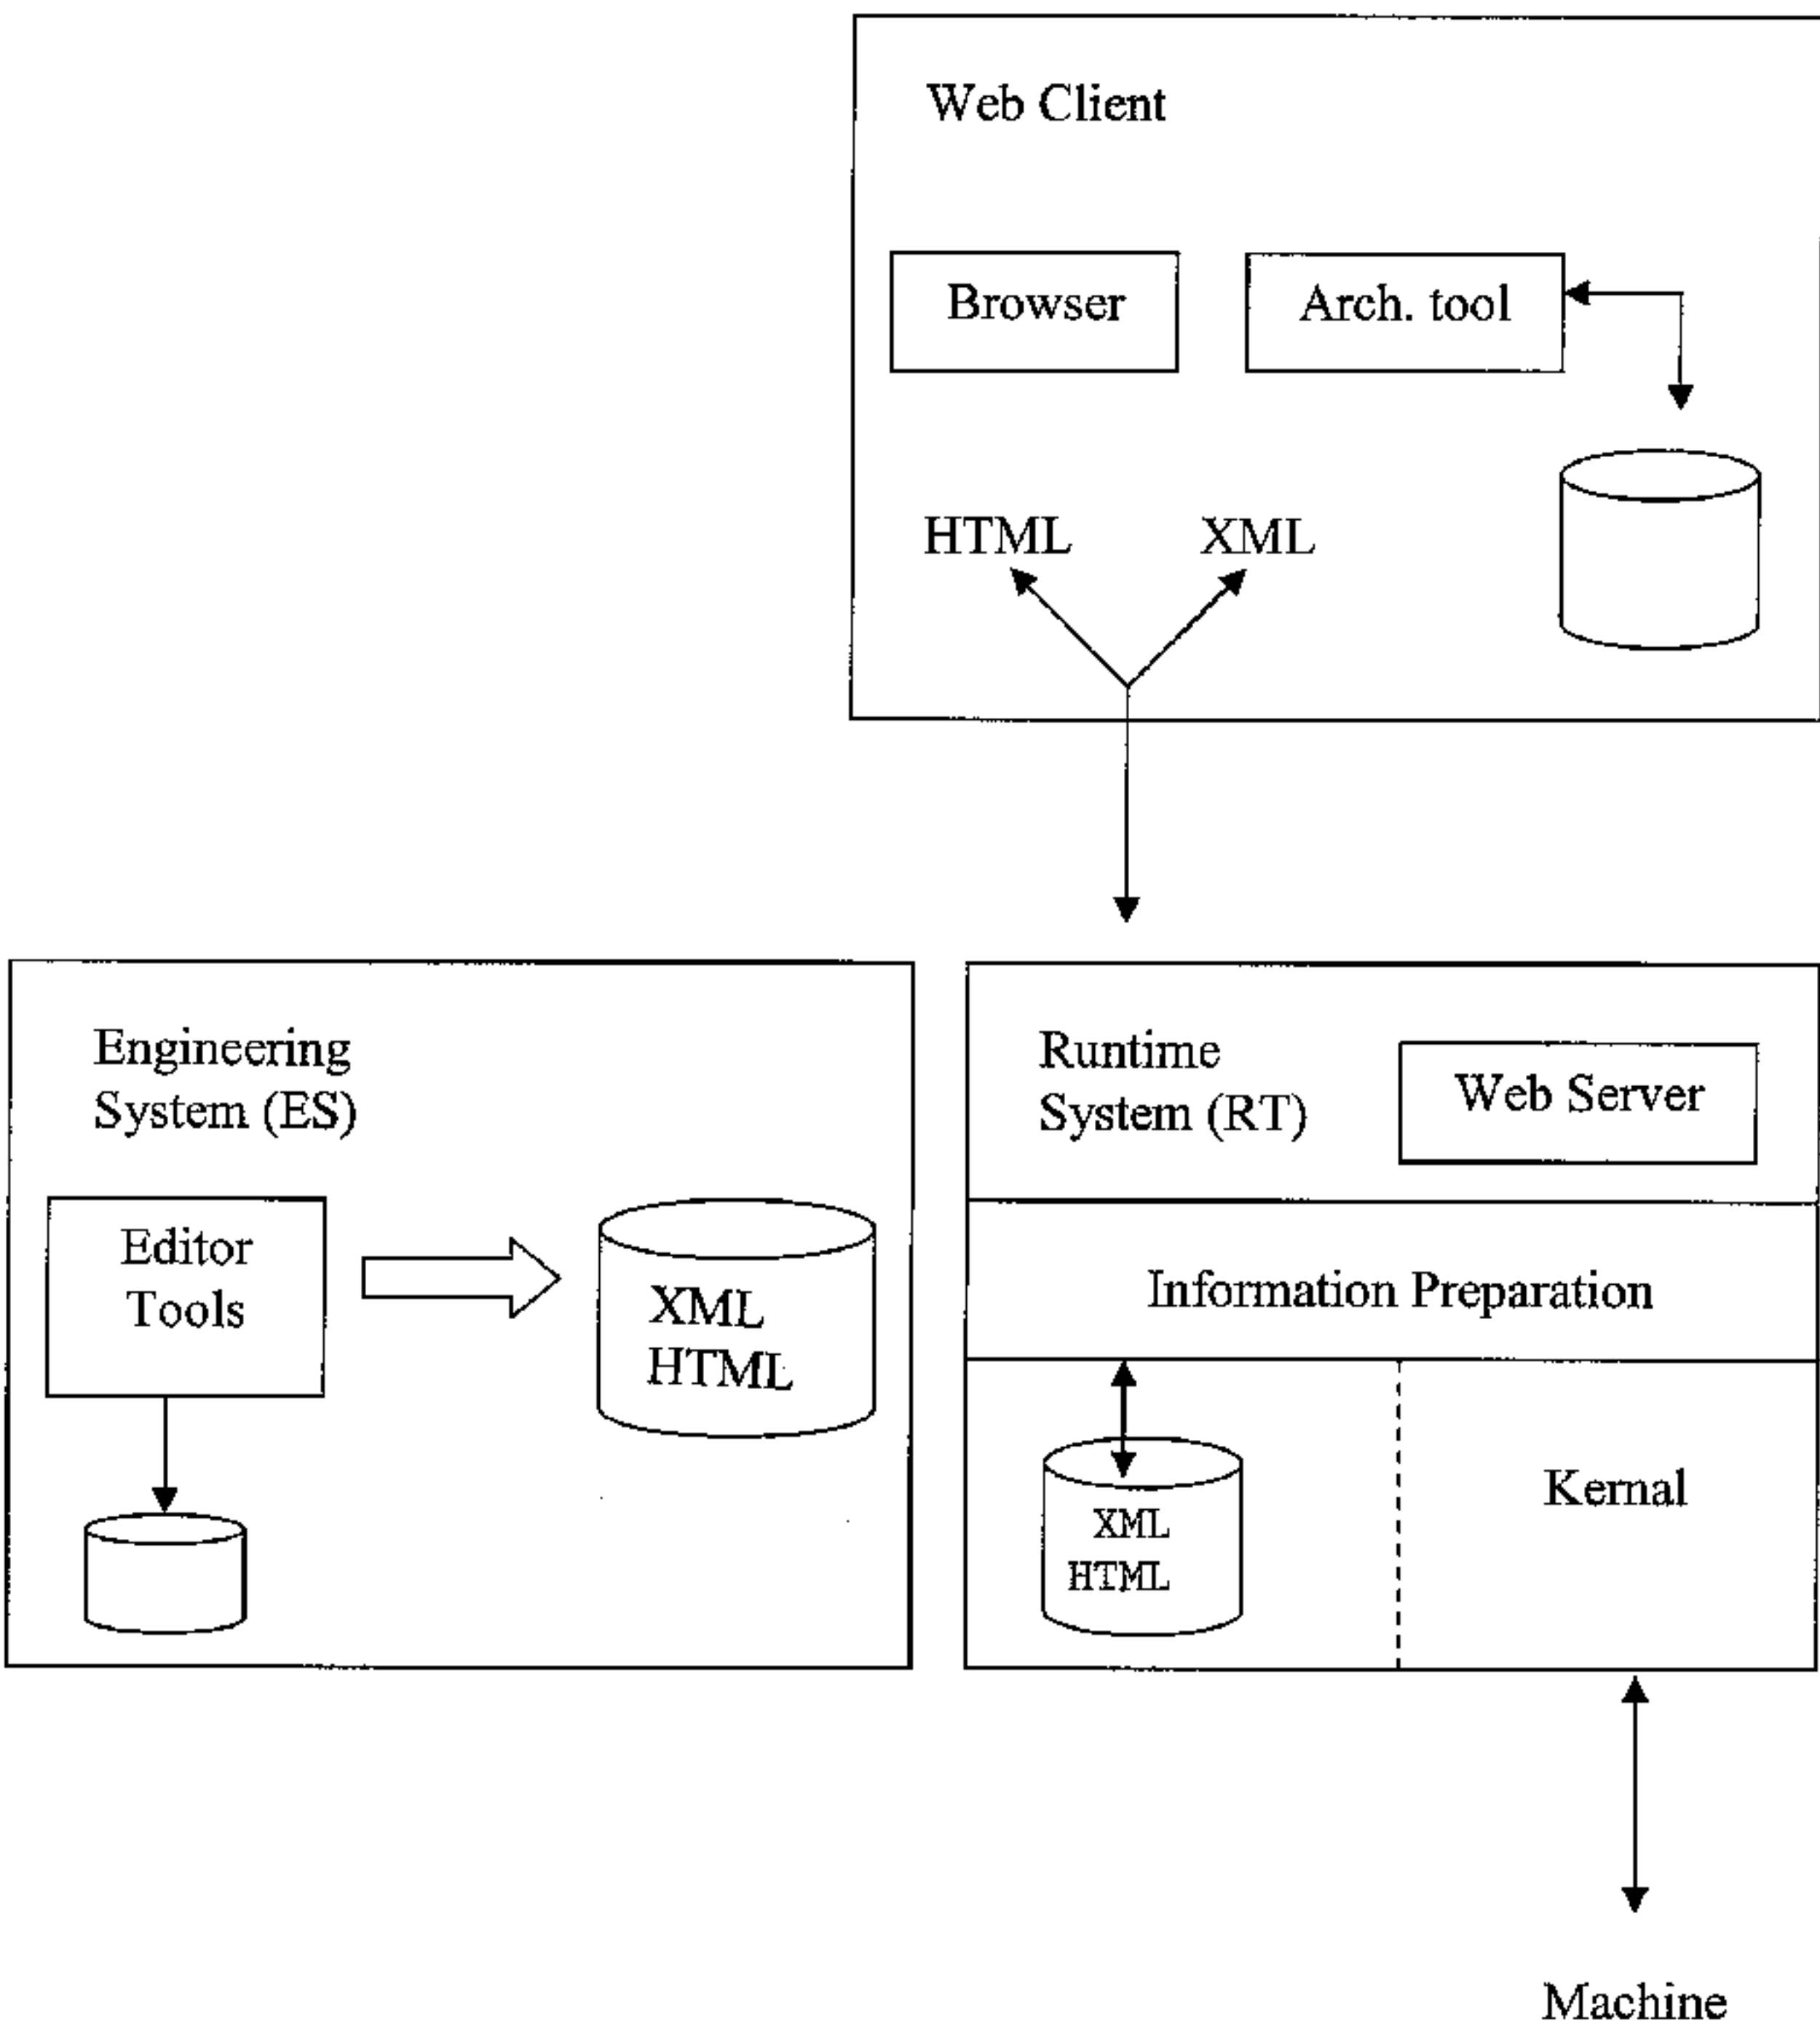 Web Client
Browser
Arch. tool
HTML
XML
Engineering
System (ES)
Editor
Tools
XML
HTML
Runtime
System (RT)
Web Server
Information Preparation
XML
HTML
Kernal
Machine